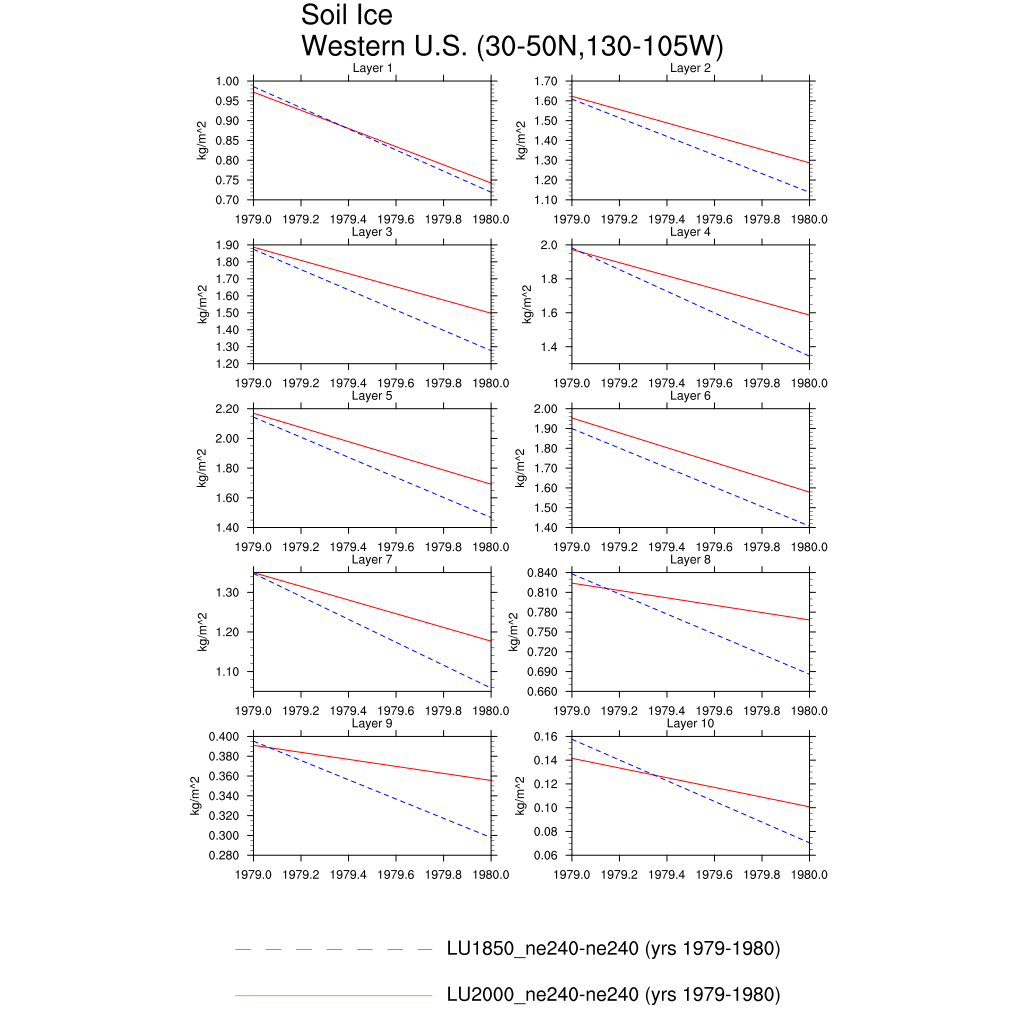 Soil Ice
Western U.S. (30-50N,130-105W)
Layer 1
kg/m^2
1.00
0.95
0.90
0.85
0.80
0.75
0.70
1979.0 1979.2 1979.4 1979.6 1979.8 1980.0
Layer 2
kg/m^2
1.70
1.60
1.50
1.40
1.30
1.20
1.10
1979.0 1979.2 1979.4 1979.6 1979.8 1980.0
Layer 3
kg/m^2
1.90
1.80
1.70
1.60
1.50
1.40
1.30
1.20
1979.0 1979.2 1979.4 1979.6 1979.8 1980.0
Layer 4
kg/m^2
2.0
1.8
1.6
1.4
1979.0 1979.2 1979.4 1979.6 1979.8 1980.0
Layer 5
kg/m^2
2.20
2.00
1.80
1.60
1.40
1979.0 1979.2 1979.4 1979.6 1979.8 1980.0
Layer 6
kg/m^2
2.00
1.90
1.80
1.70
1.60
1.50
1.40
1979.0 1979.2 1979.4 1979.6 1979.8 1980.0
Layer 7
kg/m^2
1.30
1.20
1.10
1979.0 1979.2 1979.4 1979.6 1979.8 1980.0
Layer 8
kg/m^2
0.840
0.810
0.780
0.750
0.720
0.690
0.660
1979.0 1979.2 1979.4 1979.6 1979.8 1980.0
Layer 9
kg/m^2
0.400
0.380
0.360
0.340
0.320
0.300
0.280
1979.0 1979.2 1979.4 1979.6 1979.8 1980.0
Layer 10
kg/m^2
0.16
0.14
0.12
0.10
0.08
0.06
1979.0 1979.2 1979.4 1979.6 1979.8 1980.0
LU1850_ne240-ne240 (yrs 1979-1980)
LU2000_ne240-ne240 (yrs 1979-1980)